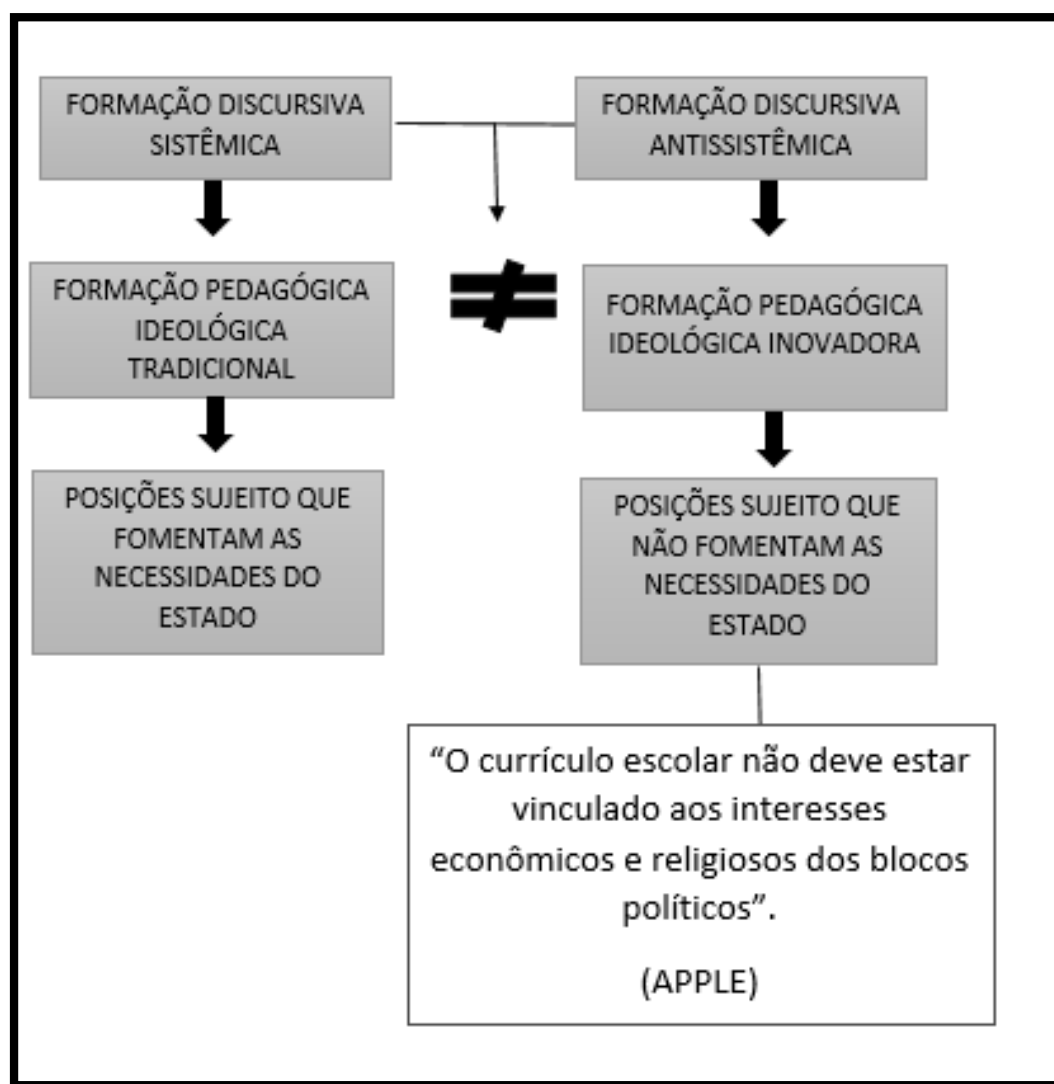 FORMAÇÃO DISCURSIVA
SISTÊMICA
FORMAÇÃO DISCURSIVA
ANTISSISTÊMICA
FORMAÇÃO PEDAGÓGICA
IDEOLÓGICA
TRADICIONAL
≠
FORMAÇÃO PEDAGÓGICA
IDEOLÓGICA INOVADORA
POSIÇÕES SUJEITO QUE
FOMENTAM AS
NECESSIDADES DO
ESTADO
POSIÇÕES SUJEITO QUE
NÃO FOMENTAM AS
NECESSIDADES DO
ESTADO
“O currículo escolar não deve estar
vinculado aos interesses
econômicos e religiosos dos blocos
políticos”.
(APPLE)